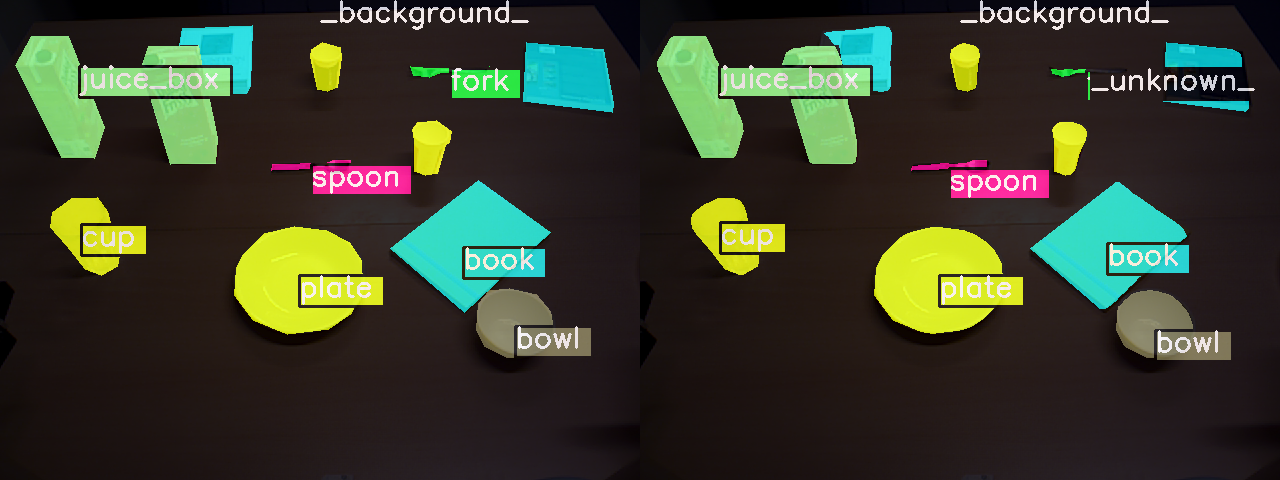 _background_
juice_box
fork
spoon
cup
book
plate
bowl
_background_
juice_box
_unknown_
spoon
cup
book
plate
bowl